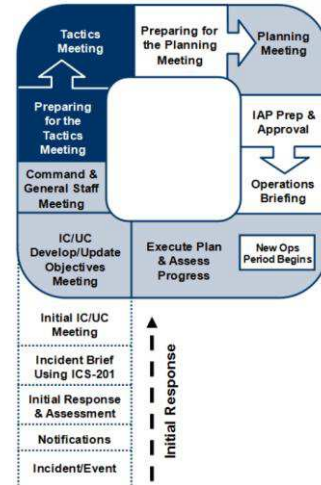 Tactics
Meeting
Preparing for
the Planning
Meeting
Planning
Meeting
Preparing
for the
Tactics
Meeting
IAP Prep &
Approval
Command &
General Staff
Meeting
Operations
Briefing
IC/UC
Develop/Update
Objectives
Meeting
Execute Plan
& Assess
Progress
New Ops
Period Begins
Initial IC/UC
Meeting
Incident Brief
Using ICS-201
Initial Response
& Assessment
Notifications
Incident/Event
Initial Response